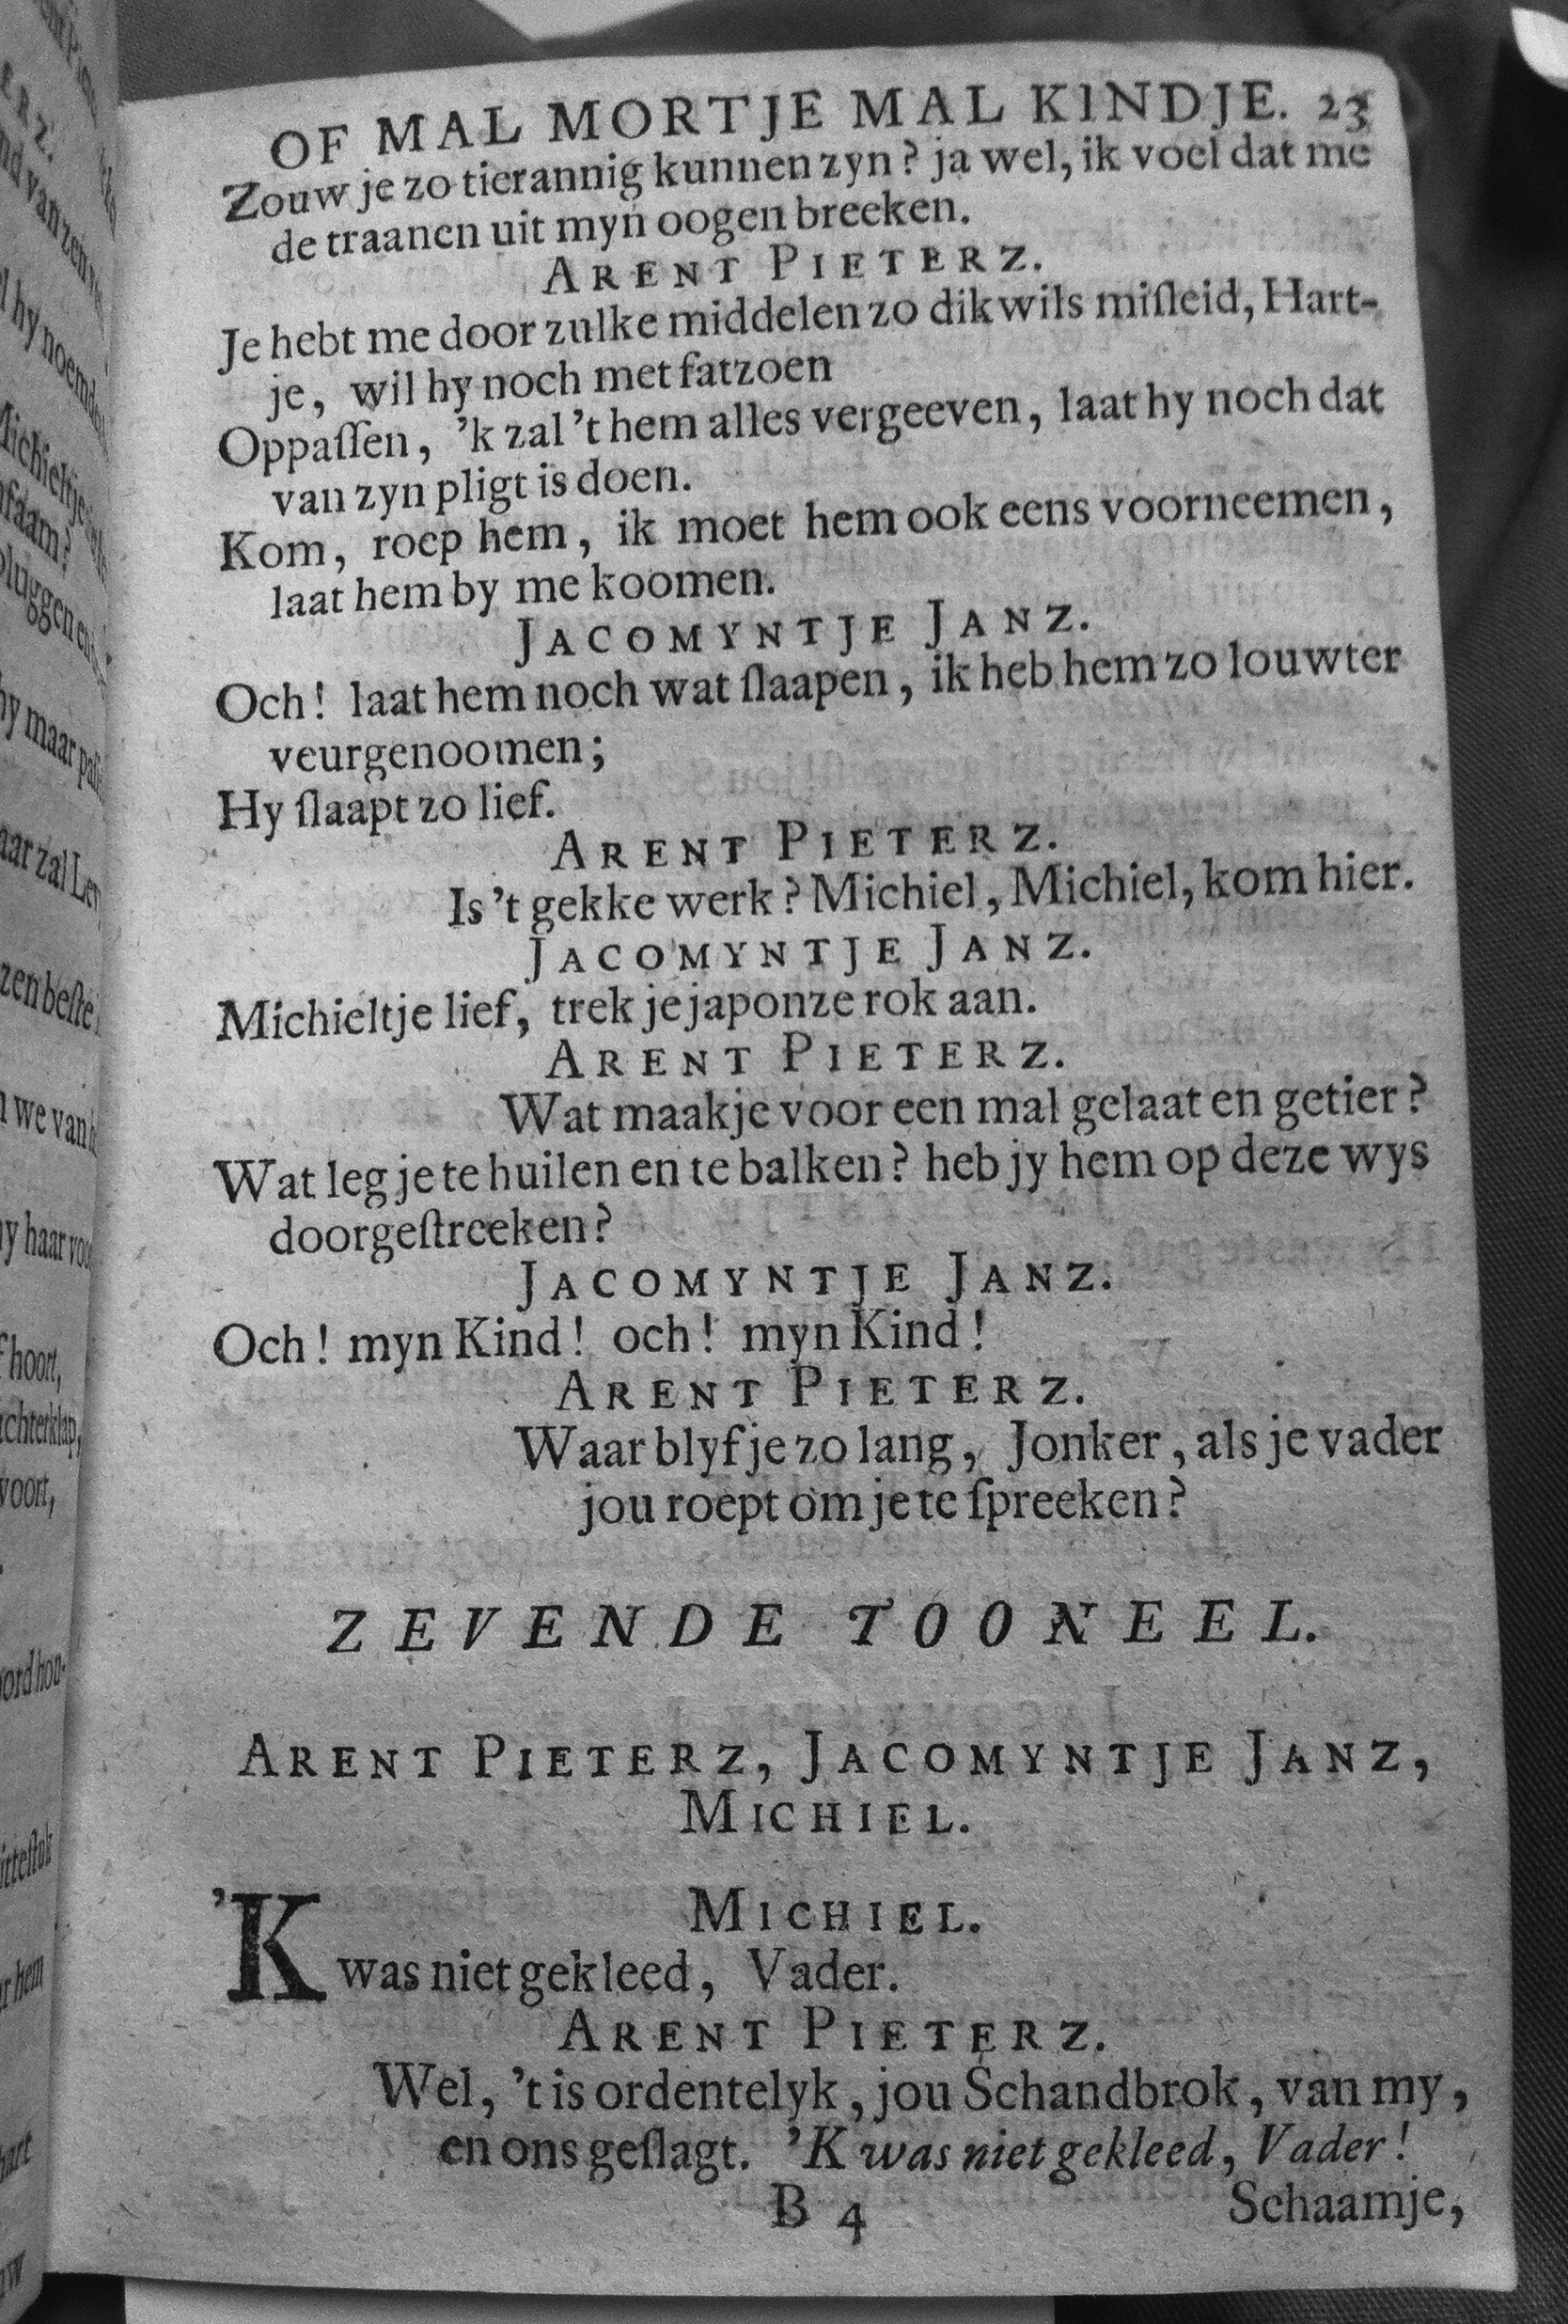 OF MAL MORTJE MAL KINDJE. 23
Zouw je zo tierannig kunnen zyn? ja wel, ik voel dat me
de traanen uit myn oogen breeken.
ARENT PIETERZ.
Je hebt me door zulke middelen zo dikwils miſleid, Hart-
je, wil hy noch met fatzoen
Oppaſſen, 'k zal 't hem alles vergeeven, laat hy noch dat
van zyn pligt is doen.
Kom, roep hem, ik moet hem ook eens voorneemen,
laat hem by me koomen.
JACOMYNTJE JANZ.
Och! laat hem noch wat ſlaapen, ik heb hem zo louwter
veurgenoomen;
Hy ſlaapt zo lief.
ARENT PIETERZ.
Is 't gekke werk? Michiel, Michiel, kom hier.
JACOMYNTJE JANZ.
Michieltje lief, trek je japonze rok aan.
ARENT PIETERZ.
Wat maakje voor een mal gelaat en getier?
Wat leg je te huilen en te balken? heb jy hem op deze wys
doorgeſtreeken?
JACOMYNTJE JANZ.
Och! myn Kind! och! myn Kind!
ARENT PIETERZ.
Waar blyf je zo lang, Jonker, als je vader
jou roept om je te ſpreeken?
ZEVENDE TOONEEL.
ARENT PIETERZ, JACOMYNTJE JANZ,
MICHIEL.
MICHIEL.
'K was niet gekleed, Vader.
ARENT PIETERZ.
Wel, 't is ordentelyk, jou Schandbrok, van my,
en ons geſlagt. 'K was niet gekleed, Vader!
B 4 Schaamje,